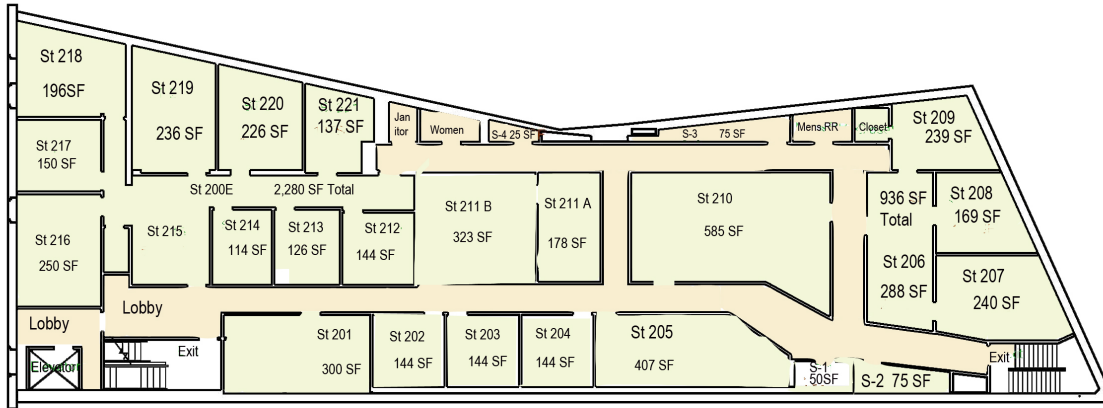 St 218
196SF
St 219
236 SF
St 220
226 SF
St 221
137 SF
Jan
itor
Women
S-4 25 SF
S-3 75 SF
Mens RR
Closet
St 209
239 SF
St 217
150 SF
St 200E 2,280 SF Total
St 216
250 SF
St 215
St 214
114 SF
St 213
126 SF
St 212
144 SF
St 211 B
323 SF
St 211 A
178 SF
St 210
585 SF
936 SF
Total
St 206
288 SF
St 208
169 SF
St 207
240 SF
Lobby
Lobby
Elevator
Exit
St 201
300 SF
St 202
144 SF
St 203
144 SF
St 204
144 SF
St 205
407 SF
S-1
50SF
S-2 75 SF
Exit